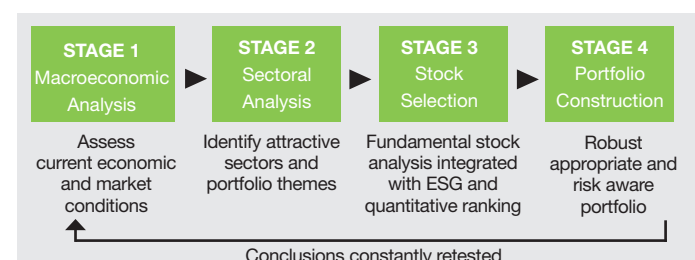 STAGE 1
Macroeconomic
Analysis
Assess
current economic
and market
conditions
STAGE 2
Sectoral
Analysis
Identify attractive
sectors and
portfolio themes
STAGE 3
Stock
Selection
Fundamental stock
analysis integrated
with ESG and
quantitative ranking
STAGE 4
Portfolio
Construction
Robust
appropriate and
risk aware
portfolio
Conclusions constantly retested